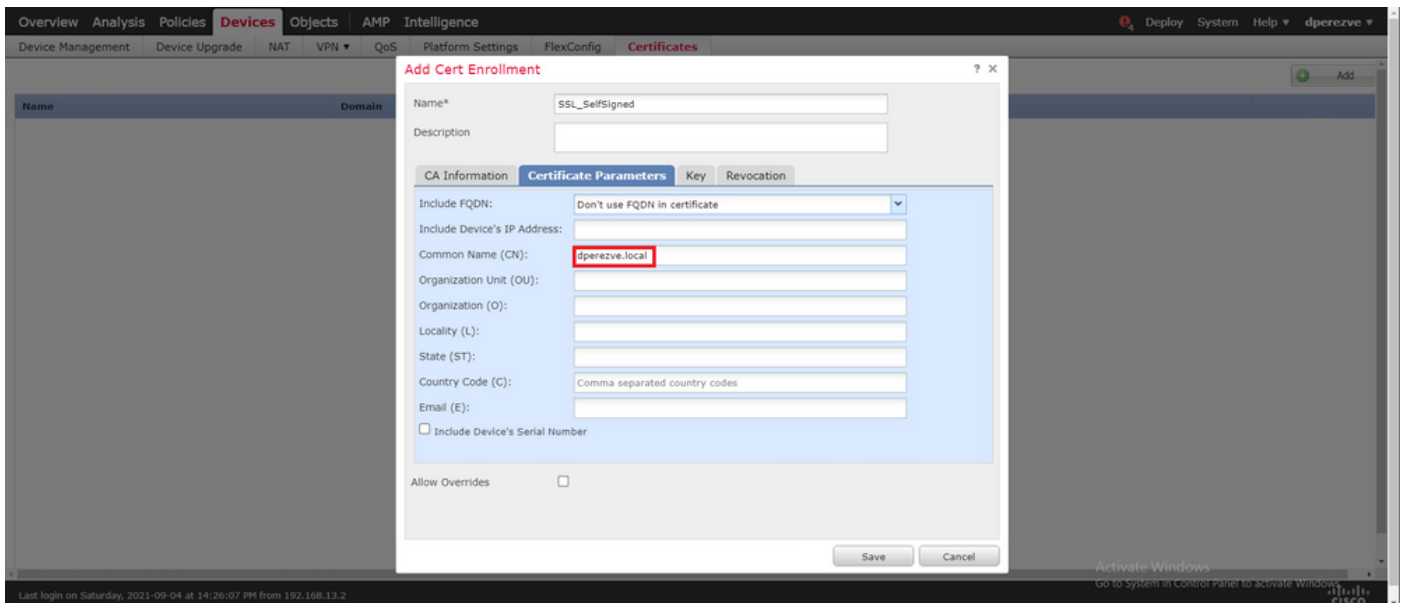 Overview Analysis Policies Devices Objects AMP Intelligence 4 Deploy System Help dperezve
Device Management Device Upgrade NAT VPN QoS Platform Settings FlexConfig Certificates
Add Cert Enrollment ? X
Add
Name Domain
Name* SSL_SelfSigned
Description
CA Information Certificate Parameters Key Revocation
Include FQDN: Don't use FQDN in certificate
Include Device's IP Address:
Common Name (CN): dperezve.local
Organization Unit (OU):
Organization (O):
Locality (L):
State (ST):
Country Code (C): Comma separated country codes
Email (E):
Include Device's Serial Number
Allow Overrides
Save Cancel
Activate Windows
Go to System in Control Panel to activate Windows.
Last login on Saturday, 2021-09-04 at 14:26:07 PM from 192.168.13.2
CISCO